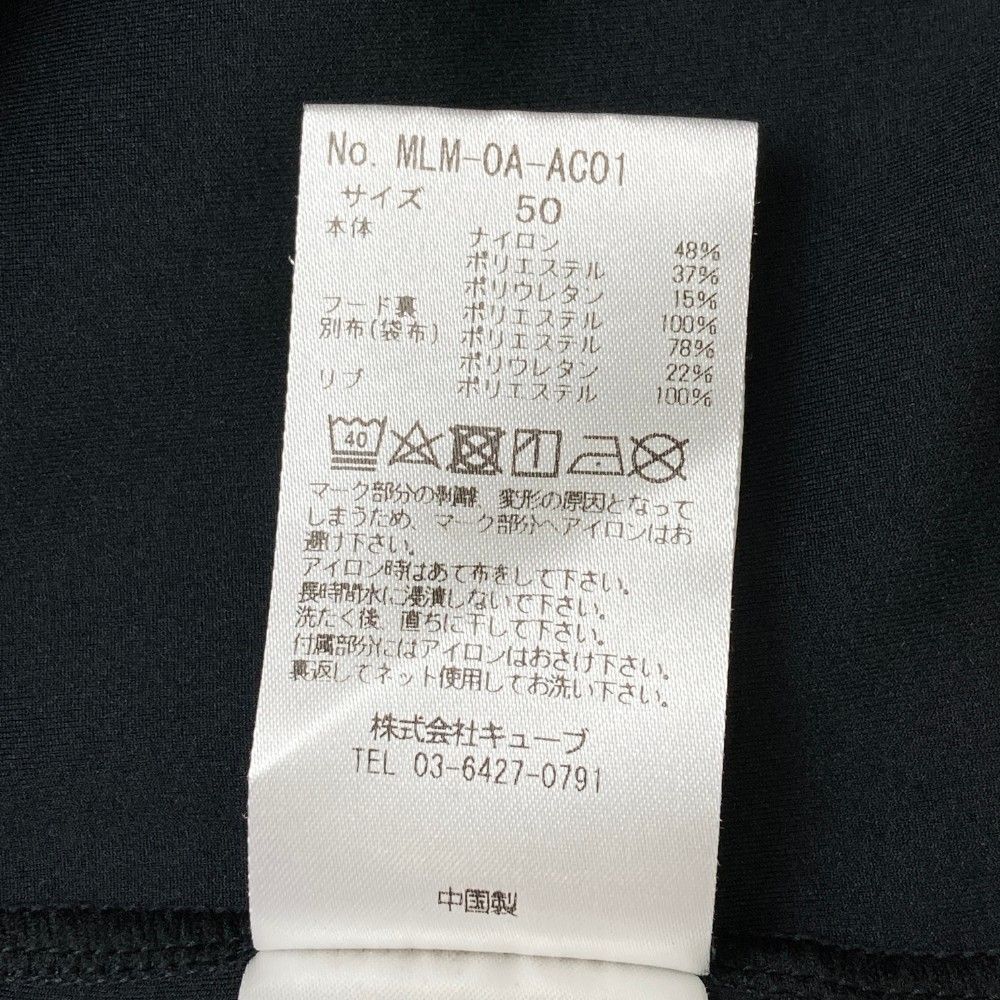 No. MLM-0A-AC01
サイズ 50
本体 ナイロン 48%
ポリエステル 37%
ポリウレタン 15%
フード裏 ポリエステル 100%
別布(袋布) ポリエステル 78%
ポリウレタン 22%
リブ ポリエステル 100%
40
マーク部分の剥離、変形の原因となって
しまうため、マーク部分へアイロンはお
避け下さい。
アイロン時はあて布をして下さい。
長時間水に浸漬しないで下さい。
洗たく後、直ちに干して下さい。
付属部分にはアイロンはおさけ下さい。
裏返してネット使用してお洗い下さい。
株式会社キューブ
TEL 03-6427-0791
中国製